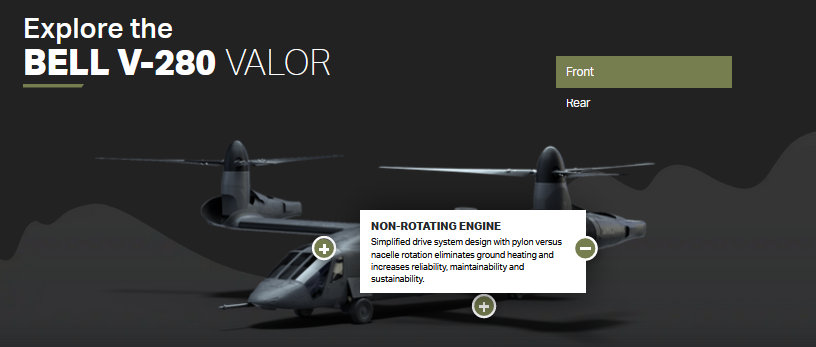 Explore the
BELL V-280 VALOR
Front
Rear
NON-ROTATING ENGINE
Simplified drive system design with pylon versus
nacelle rotation eliminates ground heating and
increases reliability, maintainability and
sustainability.